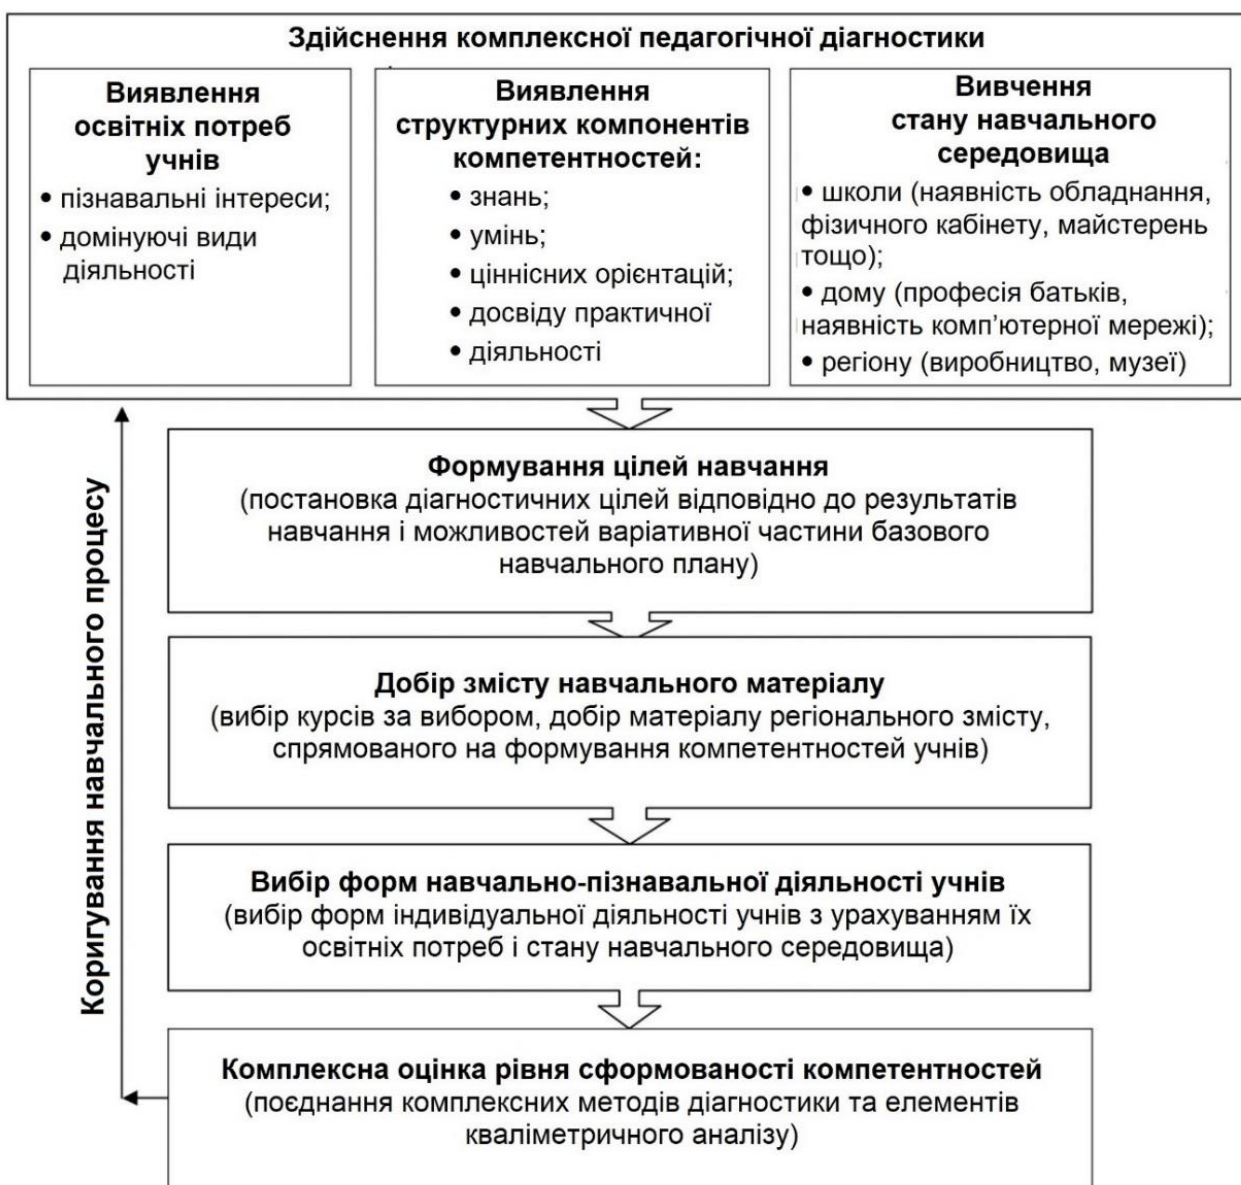 Здійснення комплексної педагогічної діагностики
Виявлення
освітніх потреб
учнів
• пізнавальні інтереси;
• домінуючі види
діяльності
Виявлення
структурних компонентів
компетентностей:
• знань;
• умінь;
• ціннісних орієнтацій;
• досвіду практичної
• діяльності
Вивчення
стану навчального
середовища
• школи (наявність обладнання,
фізичного кабінету, майстерень
тощо);
• дому (професія батьків,
наявність комп’ютерної мережі);
• регіону (виробництво, музеї)
Коригування навчального процесу
Формування цілей навчання
(постановка діагностичних цілей відповідно до результатів
навчання і можливостей варіативної частини базового
навчального плану)
Добір змісту навчального матеріалу
(вибір курсів за вибором, добір матеріалу регіонального змісту,
спрямованого на формування компетентностей учнів)
Вибір форм навчально-пізнавальної діяльності учнів
(вибір форм індивідуальної діяльності учнів з урахуванням їх
освітніх потреб і стану навчального середовища)
Комплексна оцінка рівня сформованості компетентностей
(поєднання комплексних методів діагностики та елементів
кваліметричного аналізу)